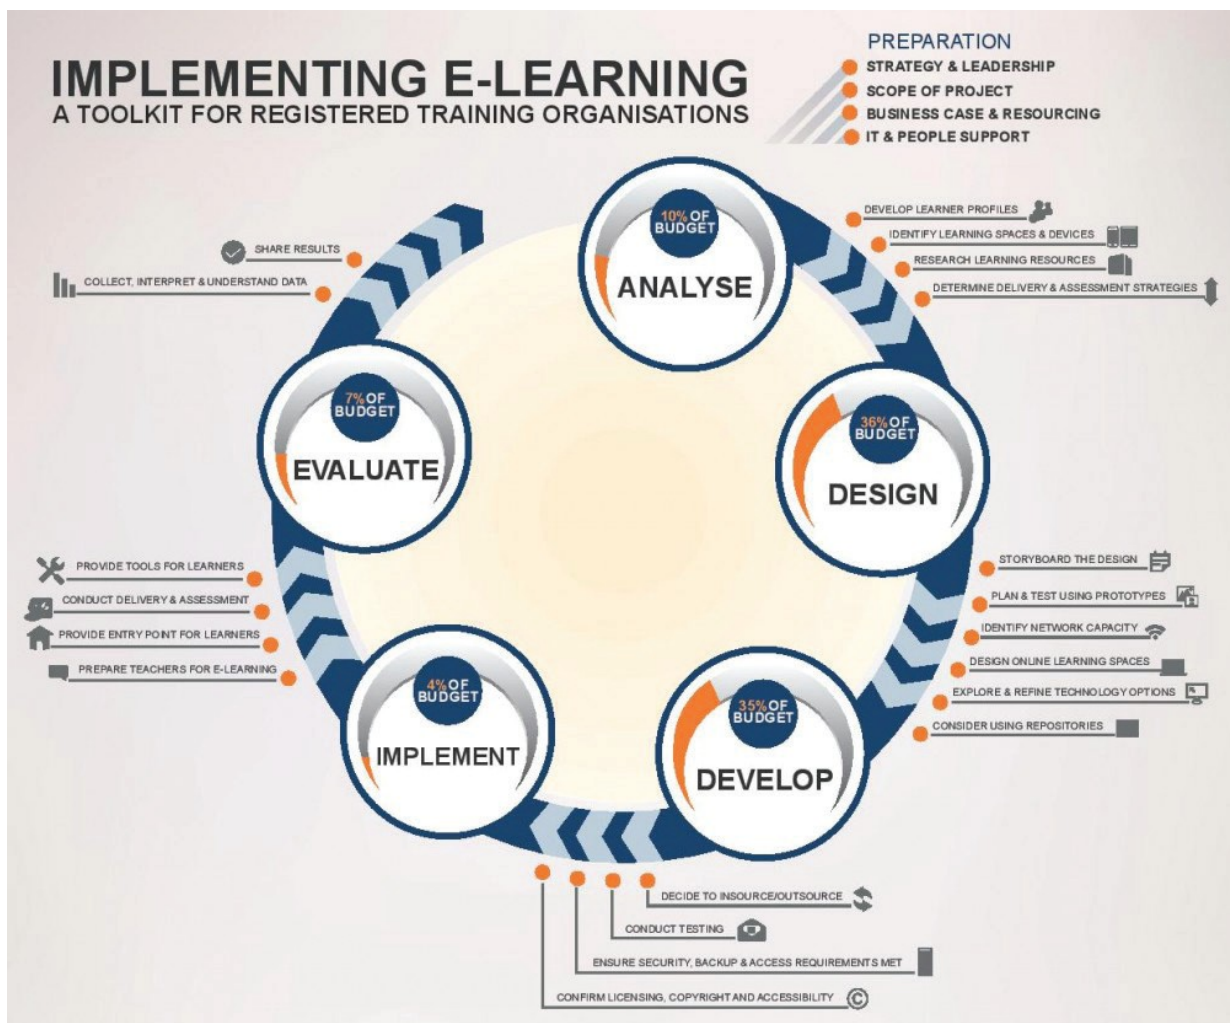 IMPLEMENTING E-LEARNING
A TOOLKIT FOR REGISTERED TRAINING ORGANISATIONS
PREPARATION
STRATEGY & LEADERSHIP
SCOPE OF PROJECT
BUSINESS CASE & RESOURCING
IT & PEOPLE SUPPORT
10% OF
BUDGET
ANALYSE
DEVELOP LEARNER PROFILES
IDENTIFY LEARNING SPACES & DEVICES
RESEARCH LEARNING RESOURCES
DETERMINE DELIVERY & ASSESSMENT STRATEGIES
36% OF
BUDGET
DESIGN
STORYBOARD THE DESIGN
PLAN & TEST USING PROTOTYPES
IDENTIFY NETWORK CAPACITY
DESIGN ONLINE LEARNING SPACES
EXPLORE & REFINE TECHNOLOGY OPTIONS
CONSIDER USING REPOSITORIES
35% OF
BUDGET
DEVELOP
DECIDE TO INSOURCE/OUTSOURCE
CONDUCT TESTING
ENSURE SECURITY, BACKUP & ACCESS REQUIREMENTS MET
CONFIRM LICENSING, COPYRIGHT AND ACCESSIBILITY ©
4% OF
BUDGET
IMPLEMENT
PROVIDE TOOLS FOR LEARNERS
CONDUCT DELIVERY & ASSESSMENT
PROVIDE ENTRY POINT FOR LEARNERS
PREPARE TEACHERS FOR E-LEARNING
7% OF
BUDGET
EVALUATE
SHARE RESULTS
COLLECT, INTERPRET & UNDERSTAND DATA